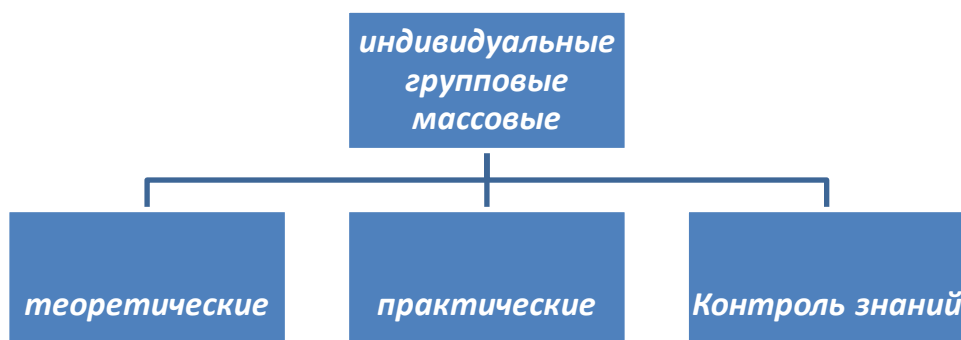 индивидуальные
групповые
массовые
теоретические
практические
Контроль знаний